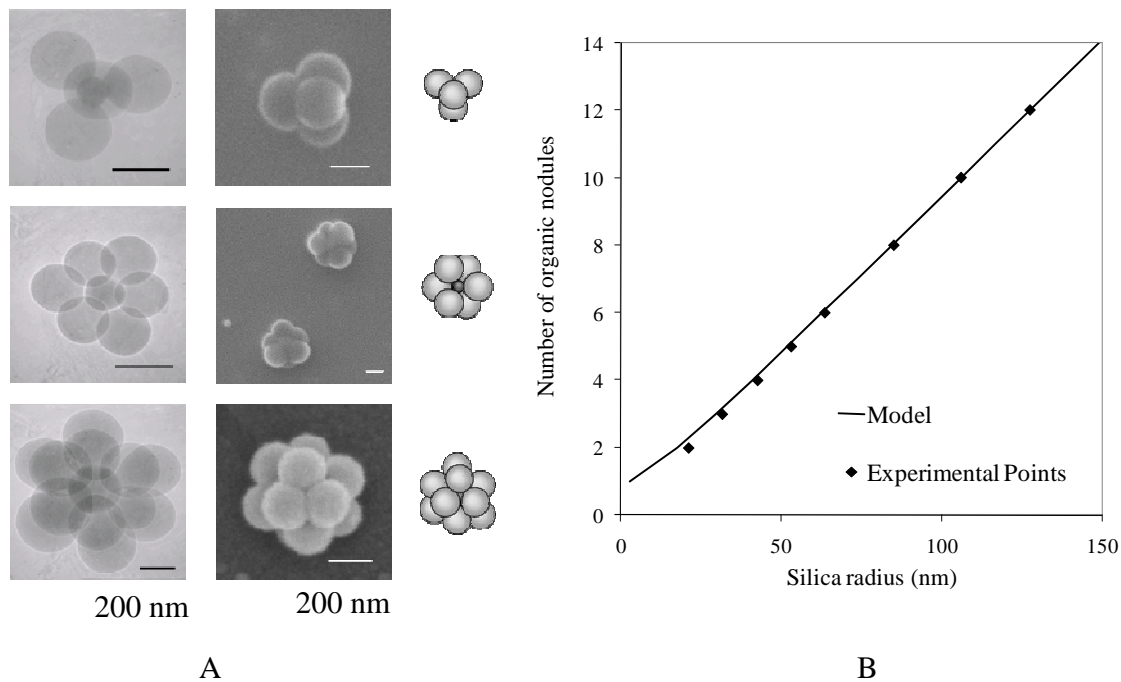 200 nm
200 nm
A
14
12
10
8
6
4
2
0
Number of organic nodules
Model
Experimental Points
0
50
100
150
Silica radius (nm)
B